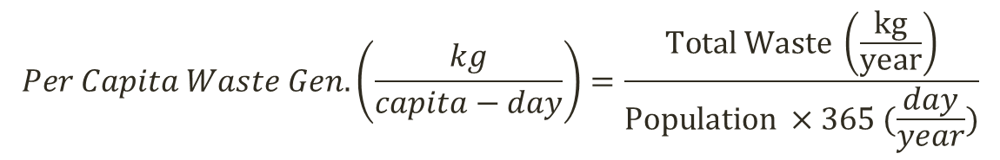 Per Capita Waste Gen. (kg / capita − day) = Total Waste (kg / year) / Population × 365 (day / year)